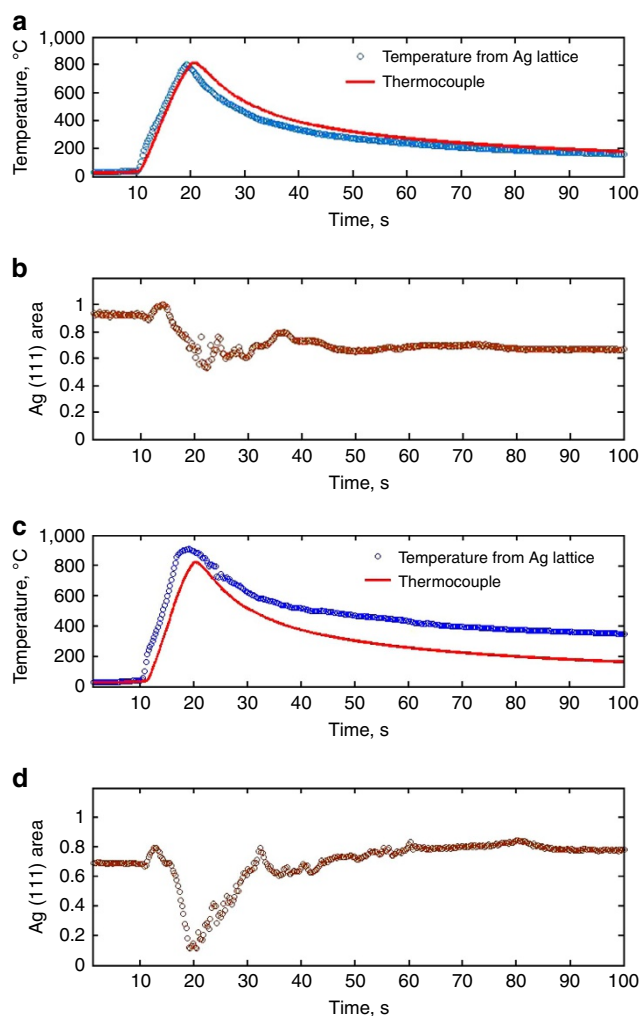 a
1,000
800
600
400
200
0
Temperature, °C
Temperature from Ag lattice
Thermocouple
10 20 30 40 50 60 70 80 90 100
Time, s
b
1
0.8
0.6
0.4
0.2
0
Ag (111) area
10 20 30 40 50 60 70 80 90 100
Time, s
c
1,000
800
600
400
200
0
Temperature, °C
Temperature from Ag lattice
Thermocouple
10 20 30 40 50 60 70 80 90 100
Time, s
d
1
0.8
0.6
0.4
0.2
0
Ag (111) area
10 20 30 40 50 60 70 80 90 100
Time, s